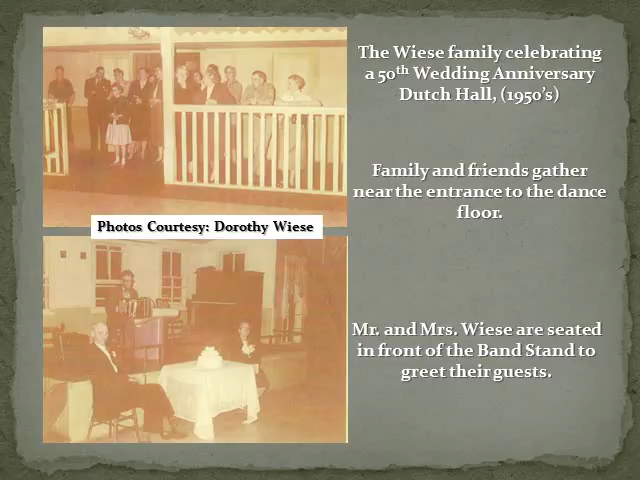 The Wiese family celebrating
a 50th Wedding Anniversary
Dutch Hall, (1950's)
Family and friends gather
near the entrance to the dance
floor.
Photos Courtesy: Dorothy Wiese
Mr. and Mrs. Wiese are seated
in front of the Band Stand to
greet their guests.